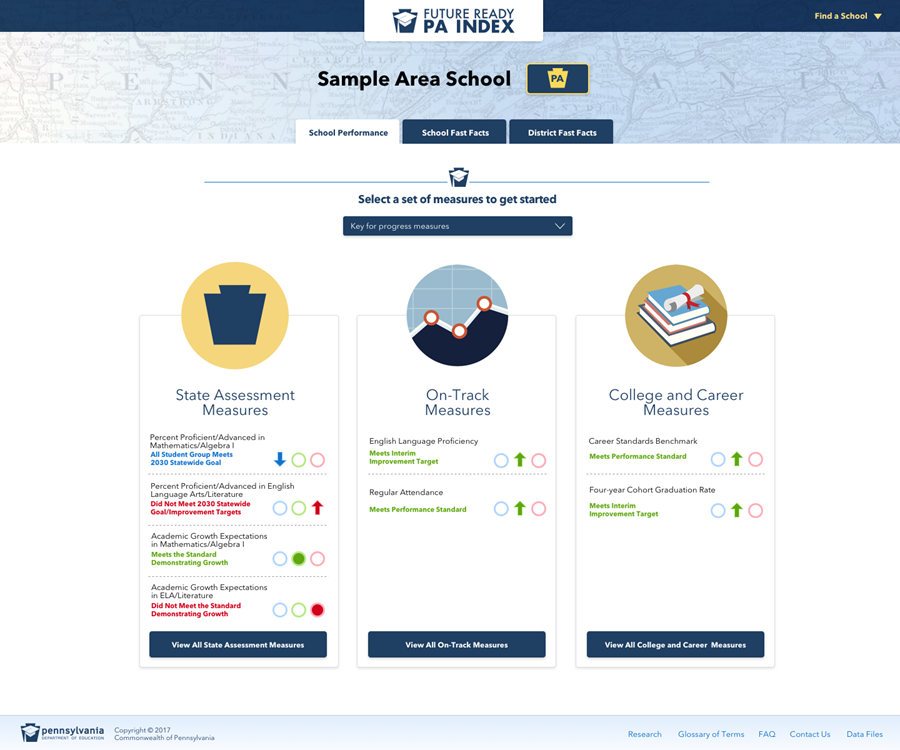 FUTURE READY
PA INDEX
Find a School
Sample Area School
PA
School Performance
School Fast Facts
District Fast Facts
Select a set of measures to get started
Key for progress measures
State Assessment
Measures
Percent Proficient/Advanced in
Mathematics/Algebra I
All Student Group Meets
2030 Statewide Goal
Percent Proficient/Advanced in English
Language Arts/Literature
Did Not Meet 2030 Statewide
Goal/Improvement Targets
Academic Growth Expectations
in Mathematics/Algebra I
Meets the Standard
Demonstrating Growth
Academic Growth Expectations
in ELA/Literature
Did Not Meet the Standard
Demonstrating Growth
View All State Assessment Measures
On-Track
Measures
English Language Proficiency
Meets Interim
Improvement Target
Regular Attendance
Meets Performance Standard
View All On-Track Measures
College and Career
Measures
Career Standards Benchmark
Meets Performance Standard
Four-year Cohort Graduation Rate
Meets Interim
Improvement Target
View All College and Career Measures
pennsylvania
DEPARTMENT OF EDUCATION
Copyright © 2017
Commonwealth of Pennsylvania
Research
Glossary of Terms
FAQ
Contact Us
Data Files